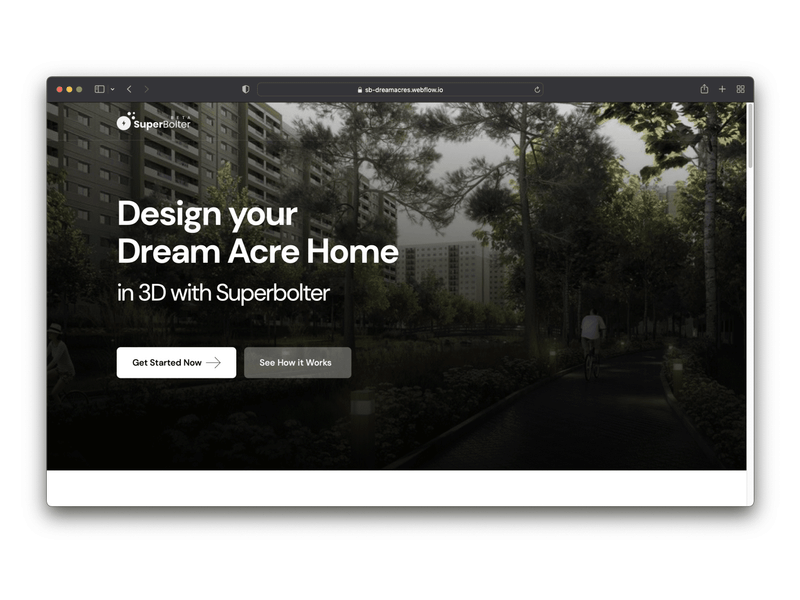 sb-dreamacres.webflow.io
BETA
SuperBolter
Design your
Dream Acre Home
in 3D with Superbolter
Get Started Now
See How it Works